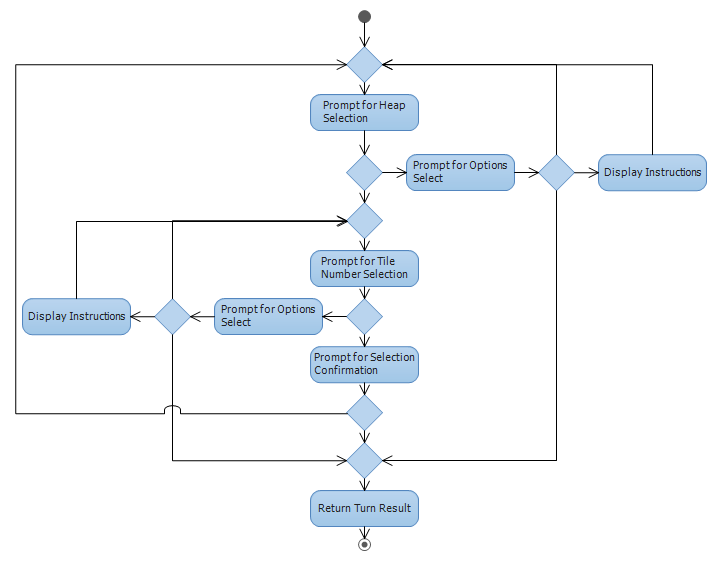 Prompt for Heap
Selection
Prompt for Options
Select
Display Instructions
Prompt for Tile
Number Selection
Display Instructions
Prompt for Options
Select
Prompt for Selection
Confirmation
Return Turn Result